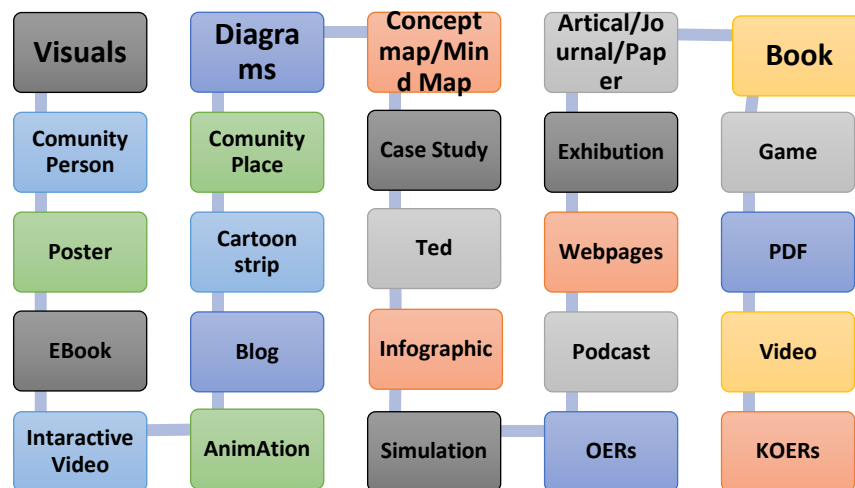 Visuals
Diagra
ms
Concept
map/Min
d Map
Artical/Jo
urnal/Pap
er
Book
Comunity
Person
Comunity
Place
Case Study
Exhibution
Game
Poster
Cartoon
strip
Ted
Webpages
PDF
EBook
Blog
Infographic
Podcast
Video
Intaractive
Video
AnimAtion
Simulation
OERs
KOERs